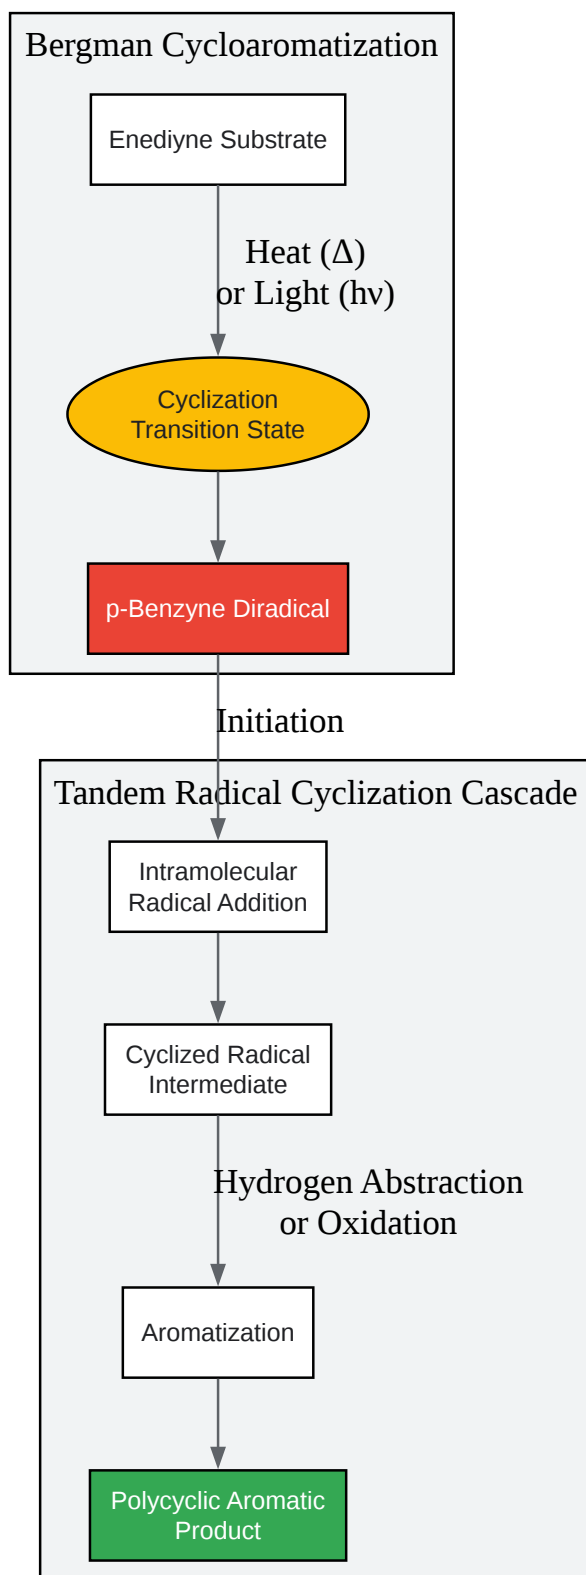 Bergman Cycloaromatization
Enediyne Substrate
Heat (Δ)
or Light (hν)
Cyclization
Transition State
p-Benzyne Diradical
Initiation
Tandem Radical Cyclization Cascade
Intramolecular
Radical Addition
Cyclized Radical
Intermediate
Hydrogen Abstraction
or Oxidation
Aromatization
Polycyclic Aromatic
Product